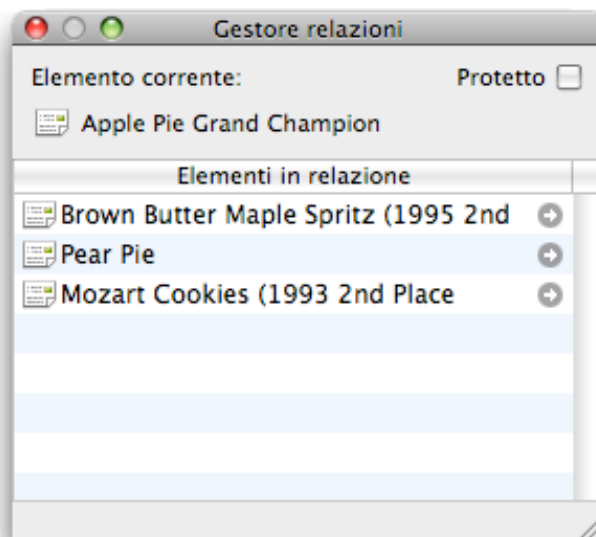 Gestore relazioni
Elemento corrente: Protetto
Apple Pie Grand Champion
Elementi in relazione
Brown Butter Maple Spritz (1995 2nd
Pear Pie
Mozart Cookies (1993 2nd Place